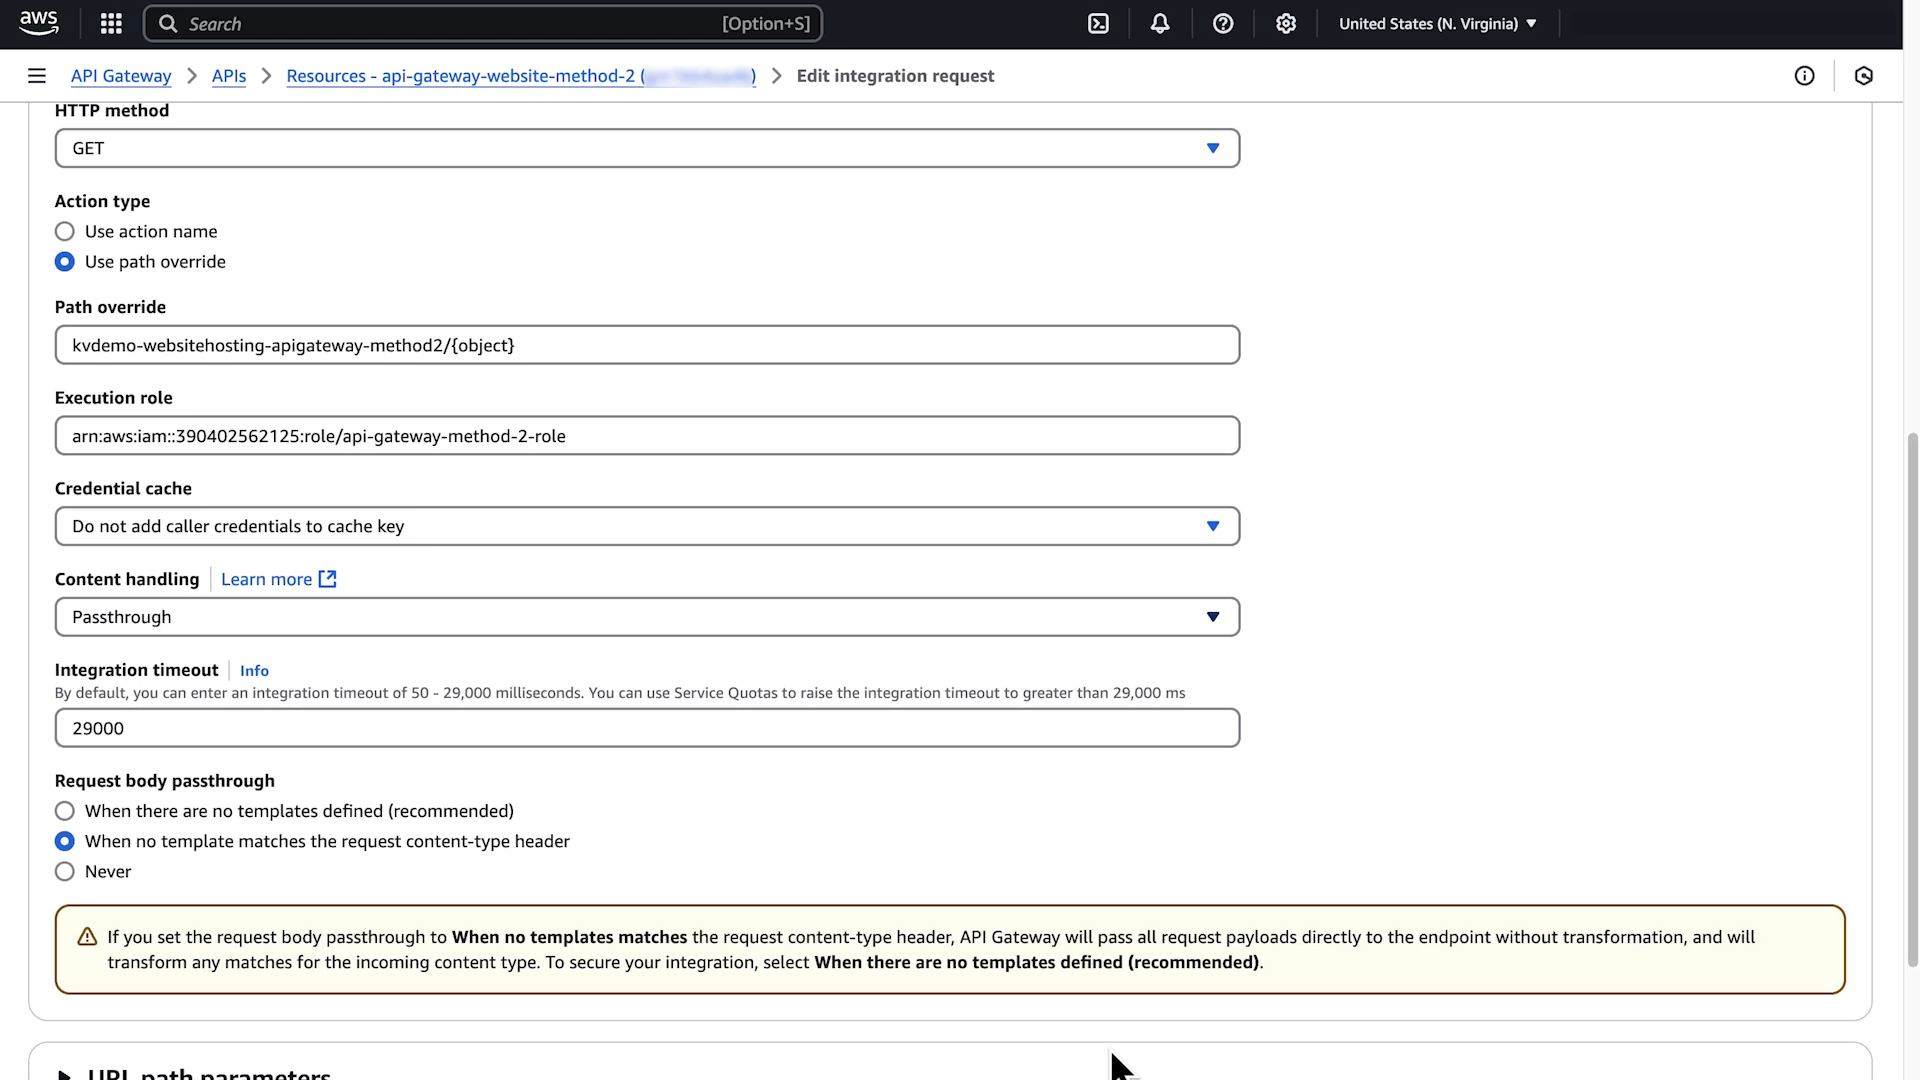 aws
Search [Option+S]
United States (N. Virginia)
API Gateway
APIs
Resources - api-gateway-website-method-2 ( )
Edit integration request
HTTP method
GET
Action type
Use action name
Use path override
Path override
kvdemo-websitehosting-apigateway-method2/{object}
Execution role
arn:aws:iam::390402562125:role/api-gateway-method-2-role
Credential cache
Do not add caller credentials to cache key
Content handling Learn more
Passthrough
Integration timeout Info
By default, you can enter an integration timeout of 50 - 29,000 milliseconds. You can use Service Quotas to raise the integration timeout to greater than 29,000 ms
29000
Request body passthrough
When there are no templates defined (recommended)
When no template matches the request content-type header
Never
If you set the request body passthrough to When no templates matches the request content-type header, API Gateway will pass all request payloads directly to the endpoint without transformation, and will
transform any matches for the incoming content type. To secure your integration, select When there are no templates defined (recommended).
URL path parameters